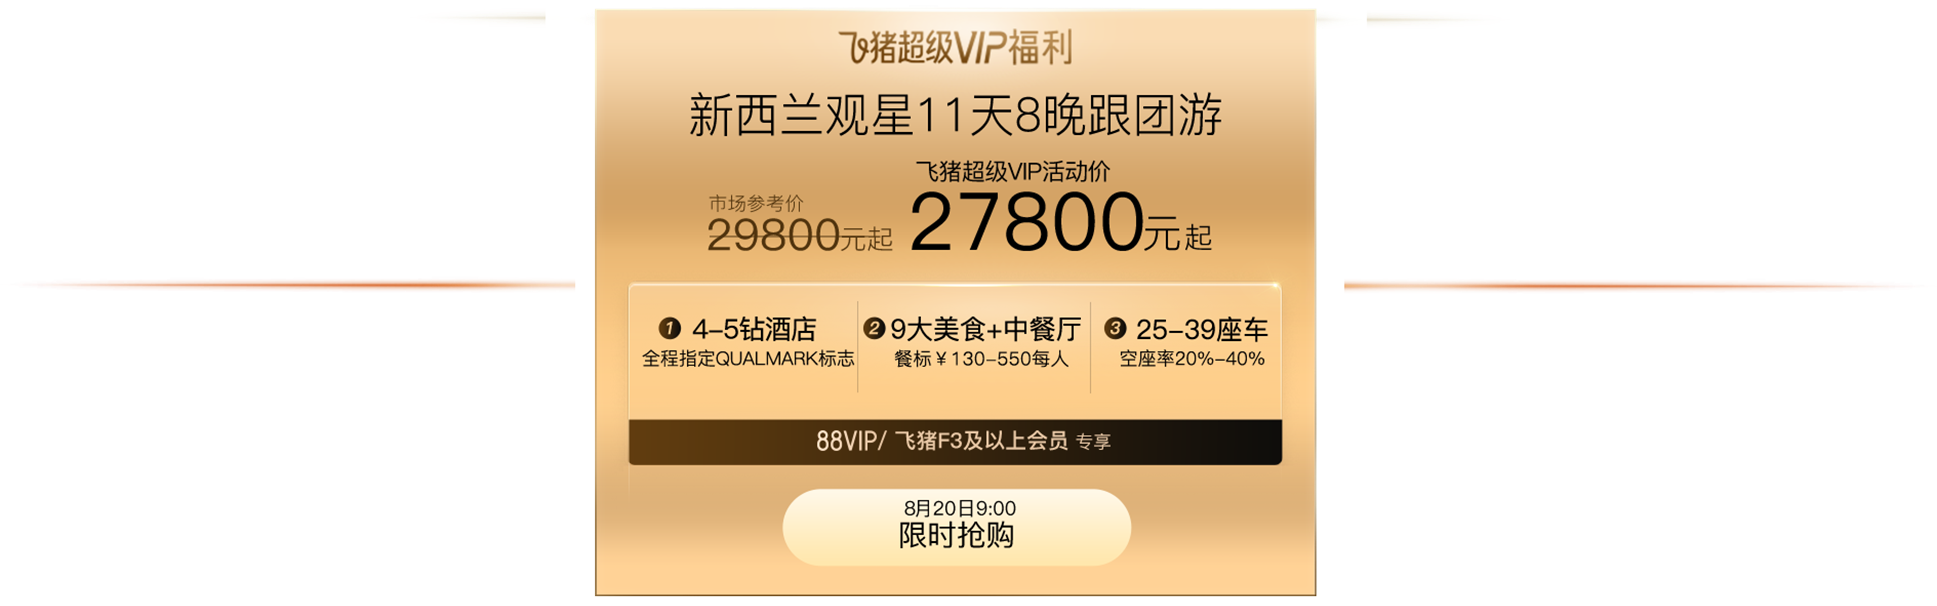 飞猪超级VIP福利
新西兰观星11天8晚跟团游
飞猪超级VIP活动价
市场参考价
29800元起 27800元起
1 4-5钻酒店
全程指定QUALMARK标志
2 9大美食+中餐厅
餐标￥130-550每人
3 25-39座车
空座率20%-40%
88VIP/ 飞猪F3及以上会员 专享
8月20日9:00
限时抢购